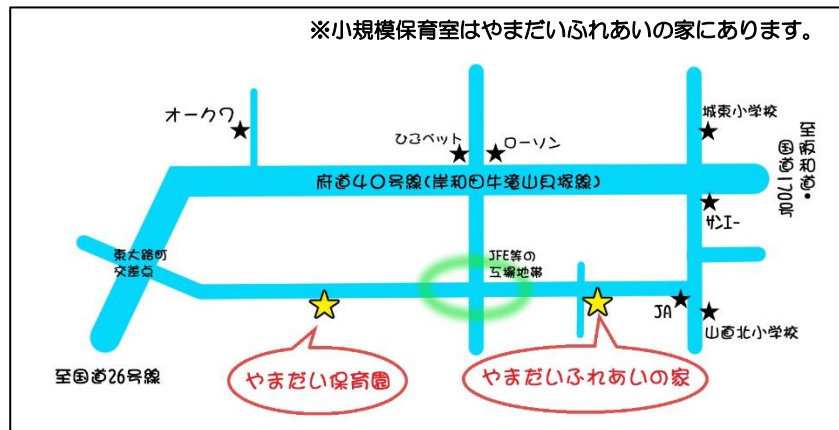 ※小規模保育室はやまだいふれあいの家にあります。
オークワ
ひごペット
ローソン
城東小学校
至阪和道・
国道170号
府道40号線(岸和田牛滝山貝塚線)
サンエー
東大路町
交差点
JFE等の
工場地帯
JA
山直北小学校
至国道26号線
やまだい保育園
やまだいふれあいの家